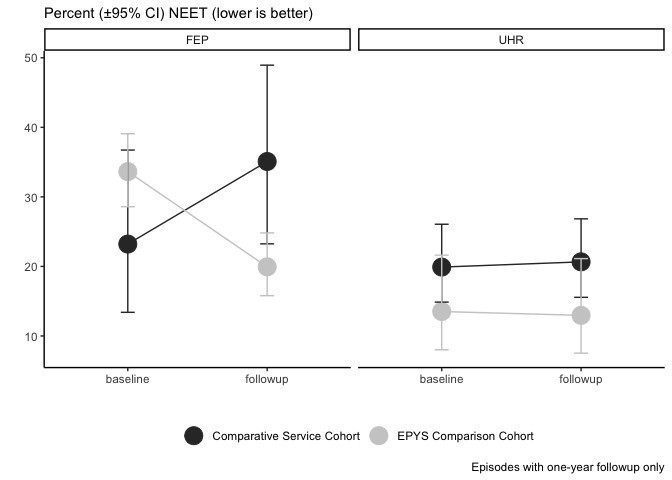 Percent (±95% CI) NEET (lower is better)
FEP
UHR
50
40
30
20
10
baseline
followup
baseline
followup
Comparative Service Cohort
EPYS Comparison Cohort
Episodes with one-year followup only